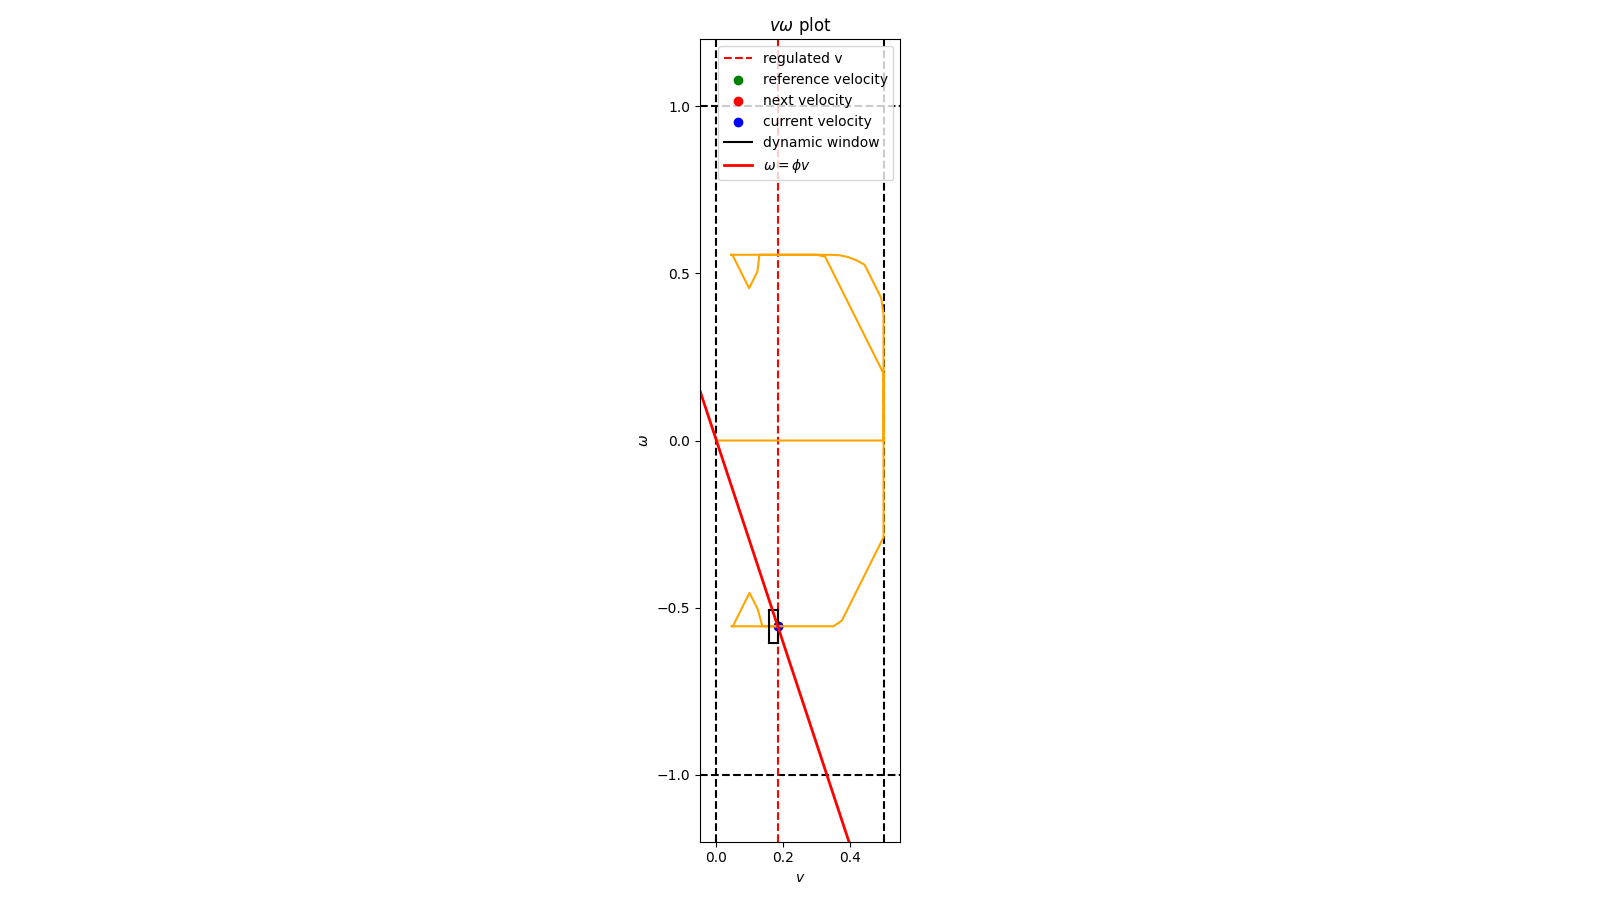 vω plot
regulated v
reference velocity
next velocity
current velocity
dynamic window
ω = ϕv
1.0
0.5
0.0
−0.5
−1.0
ω
0.0 0.2 0.4
v